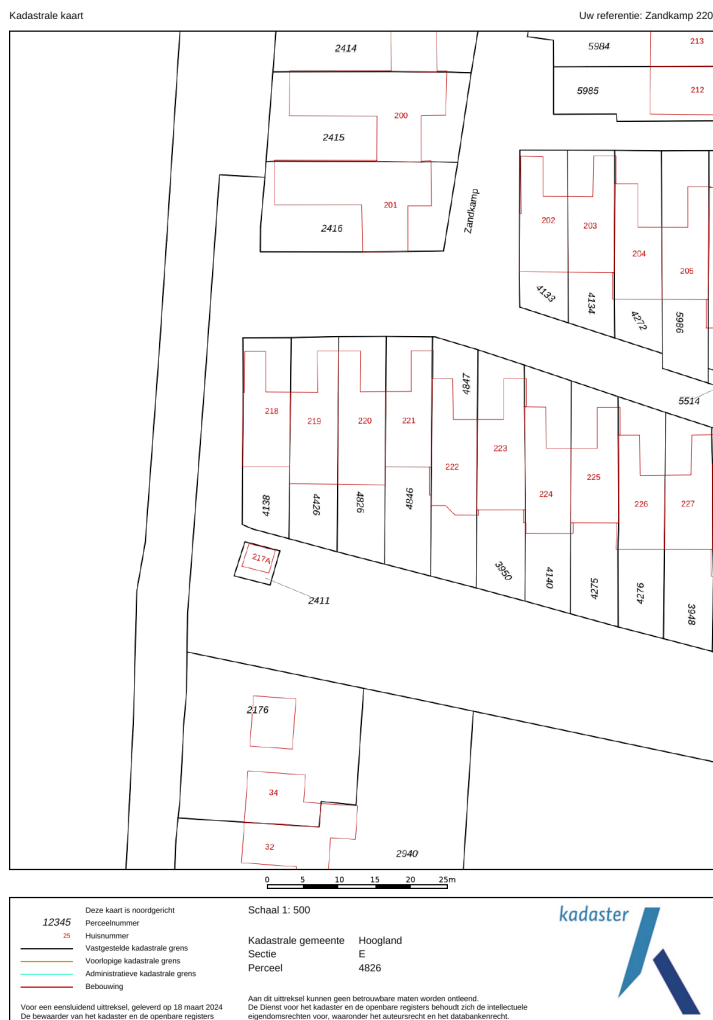 Kadastrale kaart
Uw referentie: Zandkamp 220
2414
5984
213
5985
212
200
2415
201
2416
Zandkamp
202
203
204
205
4133
4134
4272
5986
5514
4847
218
219
220
221
222
223
224
225
226
227
4138
4426
4826
4846
3950
4140
4275
4276
3948
217A
2411
2176
34
32
2940
0 5 10 15 20 25m
Deze kaart is noordgericht
12345 Perceelnummer
25 Huisnummer
Vastgestelde kadastrale grens
Voorlopige kadastrale grens
Administratieve kadastrale grens
Bebouwing
Voor een eensluidend uittreksel, geleverd op 18 maart 2024
De bewaarder van het kadaster en de openbare registers
Schaal 1: 500
Kadastrale gemeente Hoogland
Sectie E
Perceel 4826
Aan dit uittreksel kunnen geen betrouwbare maten worden ontleend.
De Dienst voor het kadaster en de openbare registers behoudt zich de intellectuele
eigendomsrechten voor, waaronder het auteursrecht en het databankenrecht.
kadaster